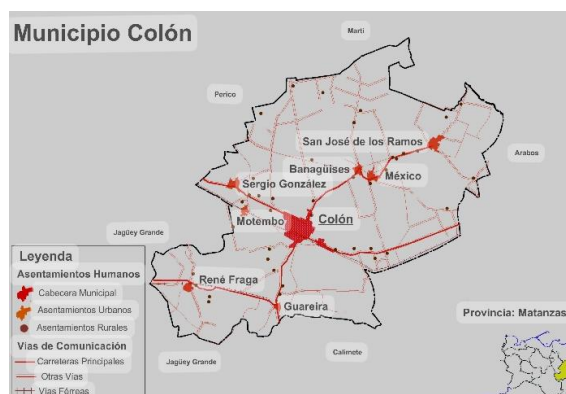 Municipio Colón
Martí
Perico
San José de los Ramos
Arabos
Banagüises
México
Sergio González
Colón
Motembo
Jagüey Grande
Leyenda
Asentamientos Humanos
Cabecera Municipal
Asentamientos Urbanos
Asentamientos Rurales
Vías de Comunicación
Carreteras Principales
Otras Vías
Vías Férreas
René Fraga
Guareira
Provincia: Matanzas
Jagüey Grande
Calimete